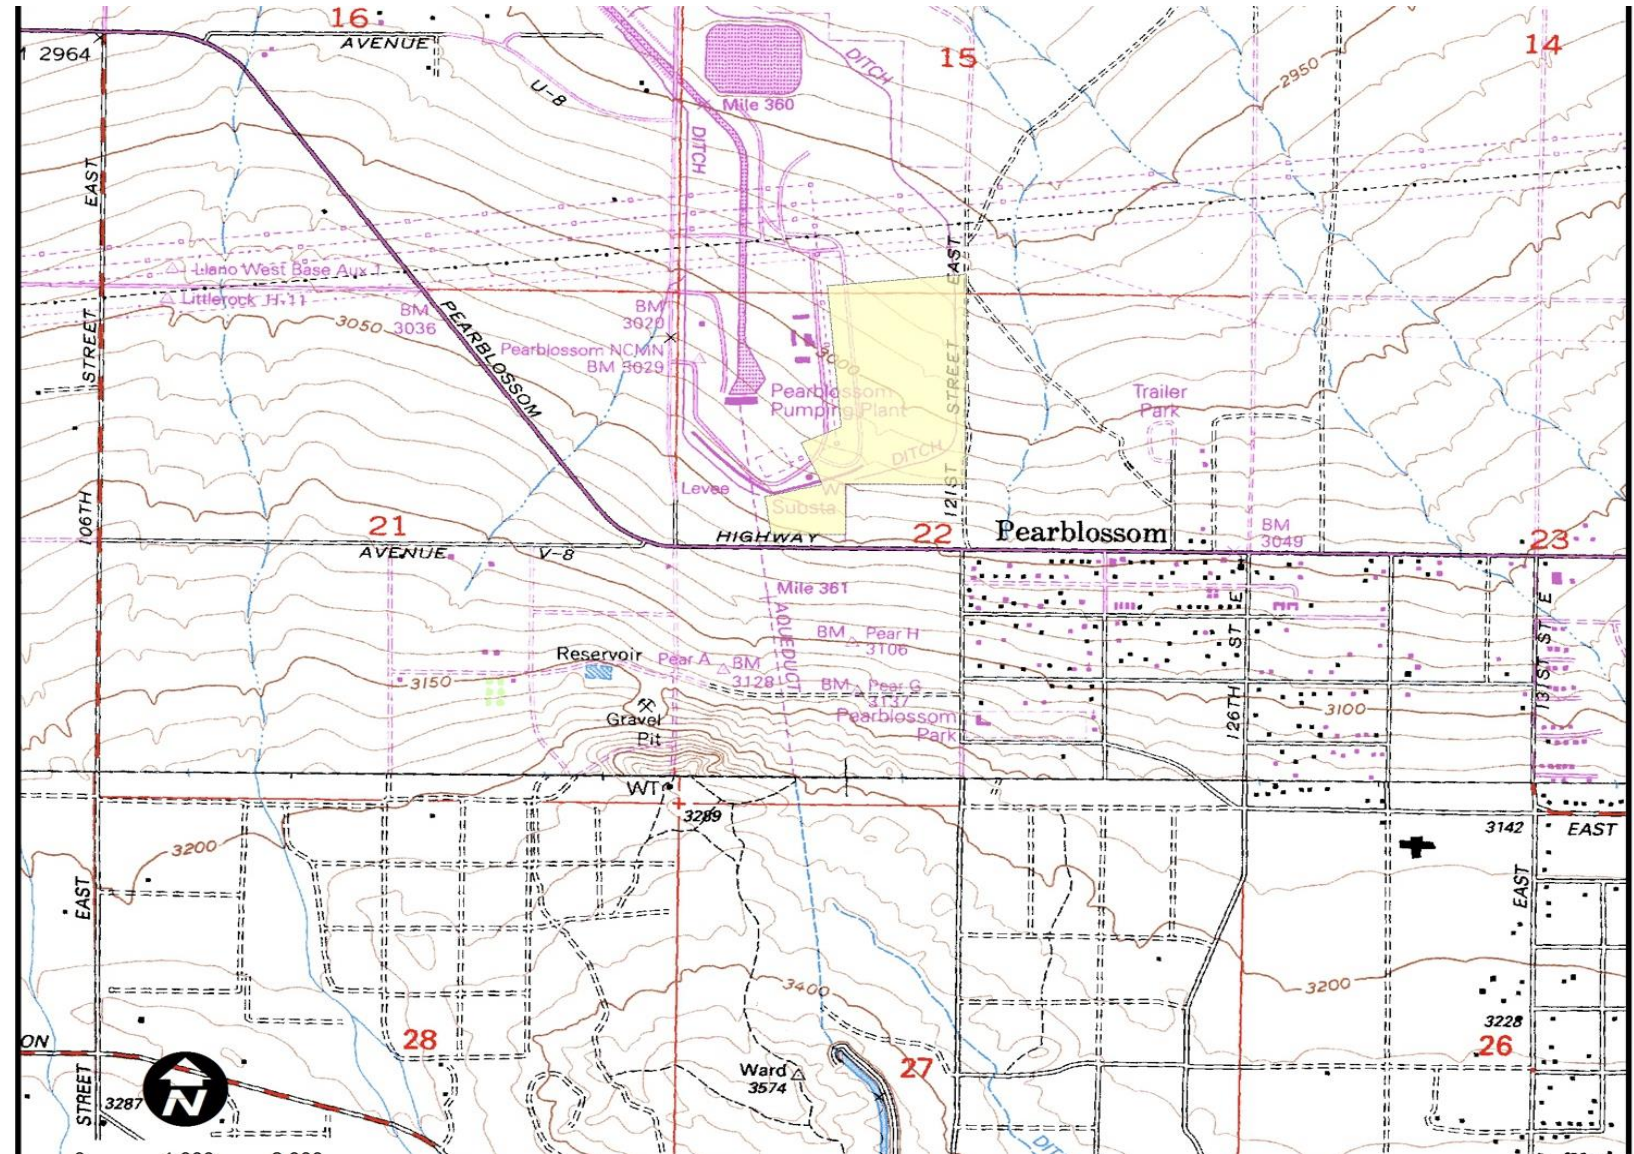 16
AVENUE
2964
U-8
DITCH
15
14
2950
Mile 360
DITCH
EAST
EAST
Llano West Base Aux 1
Littlerock H-11
BM
3036
3050
BM
3020
PEARBLOSSOM
STREET
Pearblossom NCMN
BM 3029
3000
STREET
Pearblossom
Pumping Plant
Trailer
Park
DITCH
Levee
W
Substa
106TH
121ST
21
AVENUE
V-8
HIGHWAY
22
Pearblossom
BM
3049
23
Mile 361
AQUEDUCT
ST E
ST E
BM Pear H
3106
Reservoir
Pear A
BM
3128
BM Pear G
3137
3150
Gravel
Pit
Pearblossom
Park
126TH
3100
131ST
WT
3289
3142
EAST
3200
EAST
EAST
3400
3200
28
3228
26
ON
27
Ward
3574
STREET
3287
N
DIT